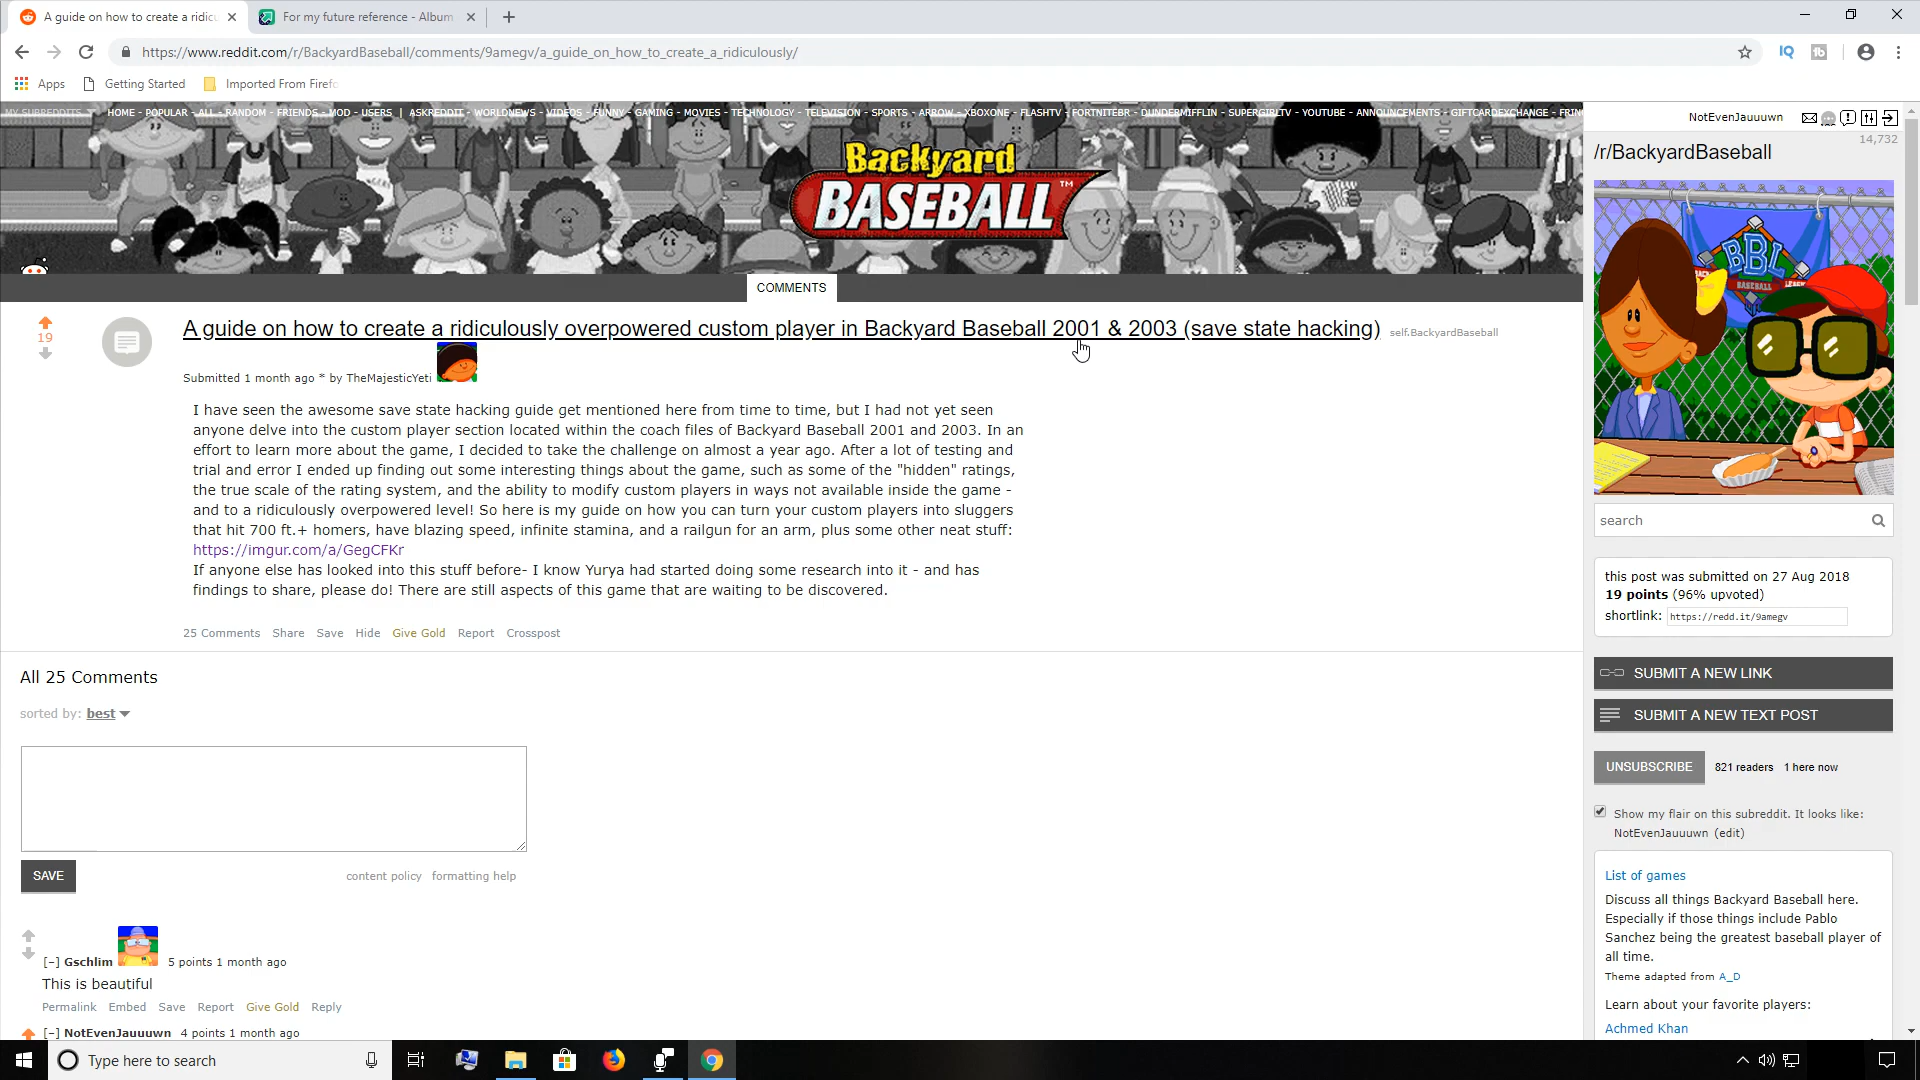 A guide on how to create a ridic
For my future reference - Album
https://www.reddit.com/r/BackyardBaseball/comments/9amegv/a_guide_on_how_to_create_a_ridiculously/
Apps Getting Started Imported From Firefo
MY SUBREDDITS HOME - POPULAR - ALL - RANDOM - FRIENDS - MOD - USERS | ASKREDDIT - WORLDNEWS - VIDEOS - FUNNY - GAMING - MOVIES - TECHNOLOGY - TELEVISION - SPORTS - ARROW - XBOXONE - FLASHTV - FORTNITEBR - DUNDERMIFFLIN - SUPERGIRLTV - YOUTUBE - ANNOUNCEMENTS - GIFTCARDEXCHANGE - FRIN
NotEvenJauuuwn
14,732
/r/BackyardBaseball
Backyard
BASEBALL™
BBL
BASEBALL
COMMENTS
19
A guide on how to create a ridiculously overpowered custom player in Backyard Baseball 2001 & 2003 (save state hacking) self.BackyardBaseball
Submitted 1 month ago * by TheMajesticYeti
I have seen the awesome save state hacking guide get mentioned here from time to time, but I had not yet seen
anyone delve into the custom player section located within the coach files of Backyard Baseball 2001 and 2003. In an
effort to learn more about the game, I decided to take the challenge on almost a year ago. After a lot of testing and
trial and error I ended up finding out some interesting things about the game, such as some of the "hidden" ratings,
the true scale of the rating system, and the ability to modify custom players in ways not available inside the game -
and to a ridiculously overpowered level! So here is my guide on how you can turn your custom players into sluggers
that hit 700 ft.+ homers, have blazing speed, infinite stamina, and a railgun for an arm, plus some other neat stuff:
https://imgur.com/a/GegCFKr
If anyone else has looked into this stuff before- I know Yurya had started doing some research into it - and has
findings to share, please do! There are still aspects of this game that are waiting to be discovered.
25 Comments Share Save Hide Give Gold Report Crosspost
All 25 Comments
sorted by: best
SAVE
content policy formatting help
[–] Gschlim 5 points 1 month ago
This is beautiful
Permalink Embed Save Report Give Gold Reply
[–] NotEvenJauuuwn 4 points 1 month ago
search
this post was submitted on 27 Aug 2018
19 points (96% upvoted)
shortlink: https://redd.it/9amegv
SUBMIT A NEW LINK
SUBMIT A NEW TEXT POST
UNSUBSCRIBE 821 readers 1 here now
Show my flair on this subreddit. It looks like:
NotEvenJauuuwn (edit)
List of games
Discuss all things Backyard Baseball here.
Especially if those things include Pablo
Sanchez being the greatest baseball player of
all time.
Theme adapted from A_D
Learn about your favorite players:
Achmed Khan
Type here to search